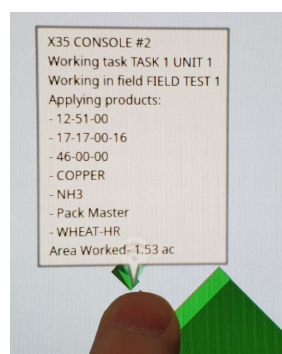 X35 CONSOLE #2
Working task TASK 1 UNIT 1
Working in field FIELD TEST 1
Applying products:
- 12-51-00
- 17-17-00-16
- 46-00-00
- COPPER
- NH3
- Pack Master
- WHEAT-HR
Area Worked- 1.53 ac